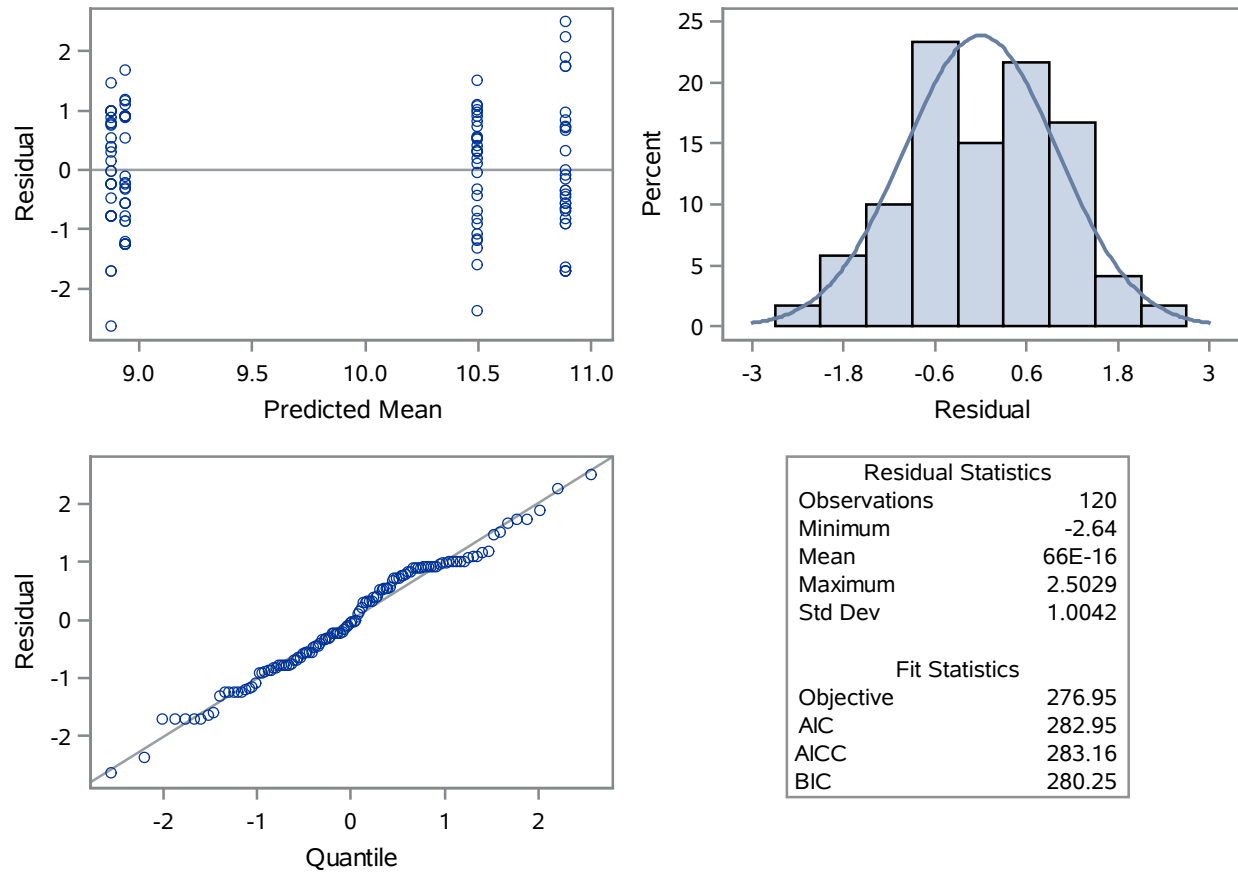 2
1
0
-1
-2
Residual
9.0 9.5 10.0 10.5 11.0
Predicted Mean
25
20
15
10
5
0
Percent
-3 -1.8 -0.6 0.6 1.8 3
Residual
2
1
0
-1
-2
Residual
-2 -1 0 1 2
Quantile
Residual Statistics
Observations 120
Minimum -2.64
Mean 66E-16
Maximum 2.5029
Std Dev 1.0042
Fit Statistics
Objective 276.95
AIC 282.95
AICC 283.16
BIC 280.25